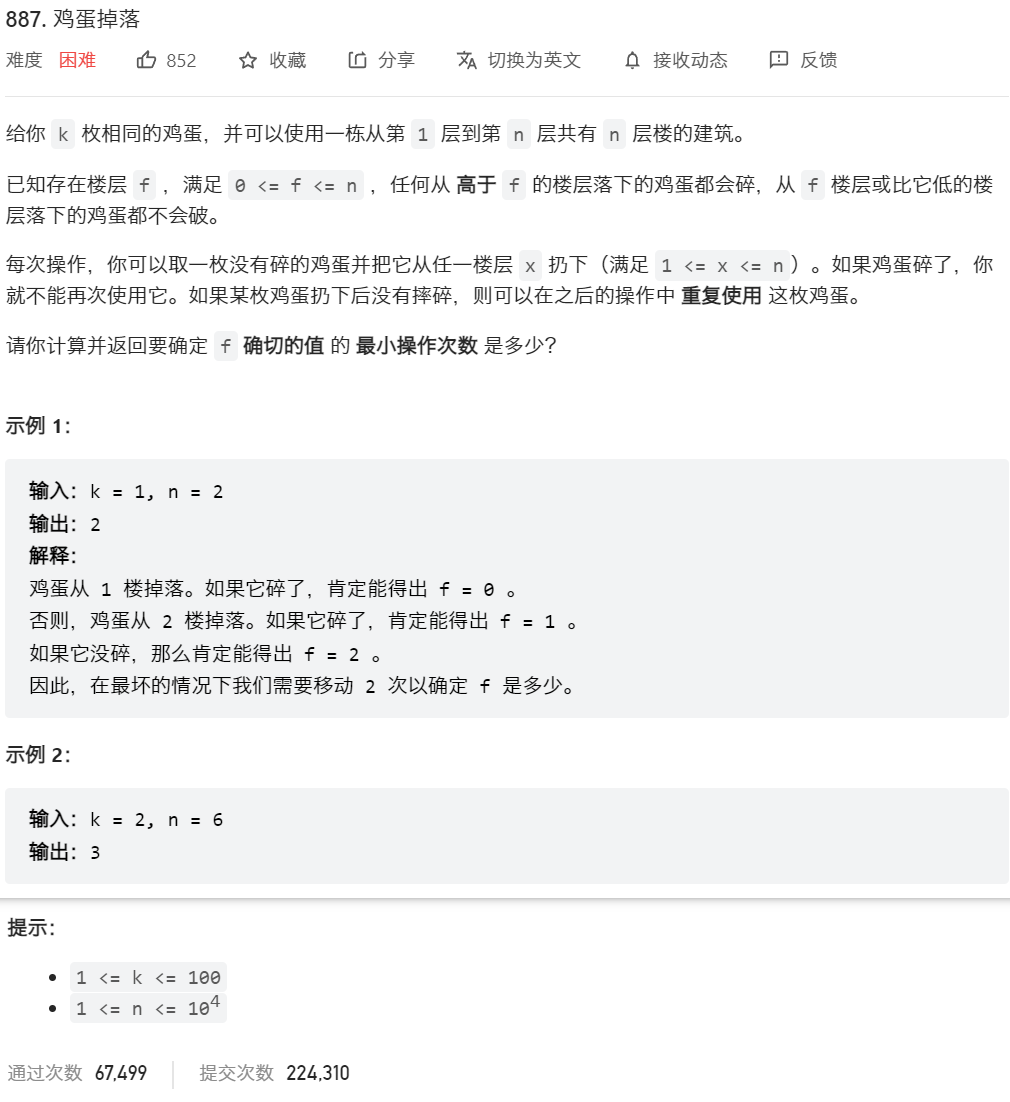 887. 鸡蛋掉落
难度 困难 852 收藏 分享 切换为英文 接收动态 反馈
给你 k 枚相同的鸡蛋，并可以使用一栋从第 1 层到第 n 层共有 n 层楼的建筑。
已知存在楼层 f ，满足 0 <= f <= n ，任何从 高于 f 的楼层落下的鸡蛋都会碎，从 f 楼层或比它低的楼
层落下的鸡蛋都不会破。
每次操作，你可以取一枚没有碎的鸡蛋并把它从任一楼层 x 扔下（满足 1 <= x <= n）。如果鸡蛋碎了，你
就不能再次使用它。如果某枚鸡蛋扔下后没有摔碎，则可以在之后的操作中 重复使用 这枚鸡蛋。
请你计算并返回要确定 f 确切的值 的 最小操作次数 是多少？
示例 1：
输入：k = 1, n = 2
输出：2
解释：
鸡蛋从 1 楼掉落。如果它碎了，肯定能得出 f = 0 。
否则，鸡蛋从 2 楼掉落。如果它碎了，肯定能得出 f = 1 。
如果它没碎，那么肯定能得出 f = 2 。
因此，在最坏的情况下我们需要移动 2 次以确定 f 是多少。
示例 2：
输入：k = 2, n = 6
输出：3
提示：
1 <= k <= 100
1 <= n <= 10⁴
通过次数 67,499 提交次数 224,310